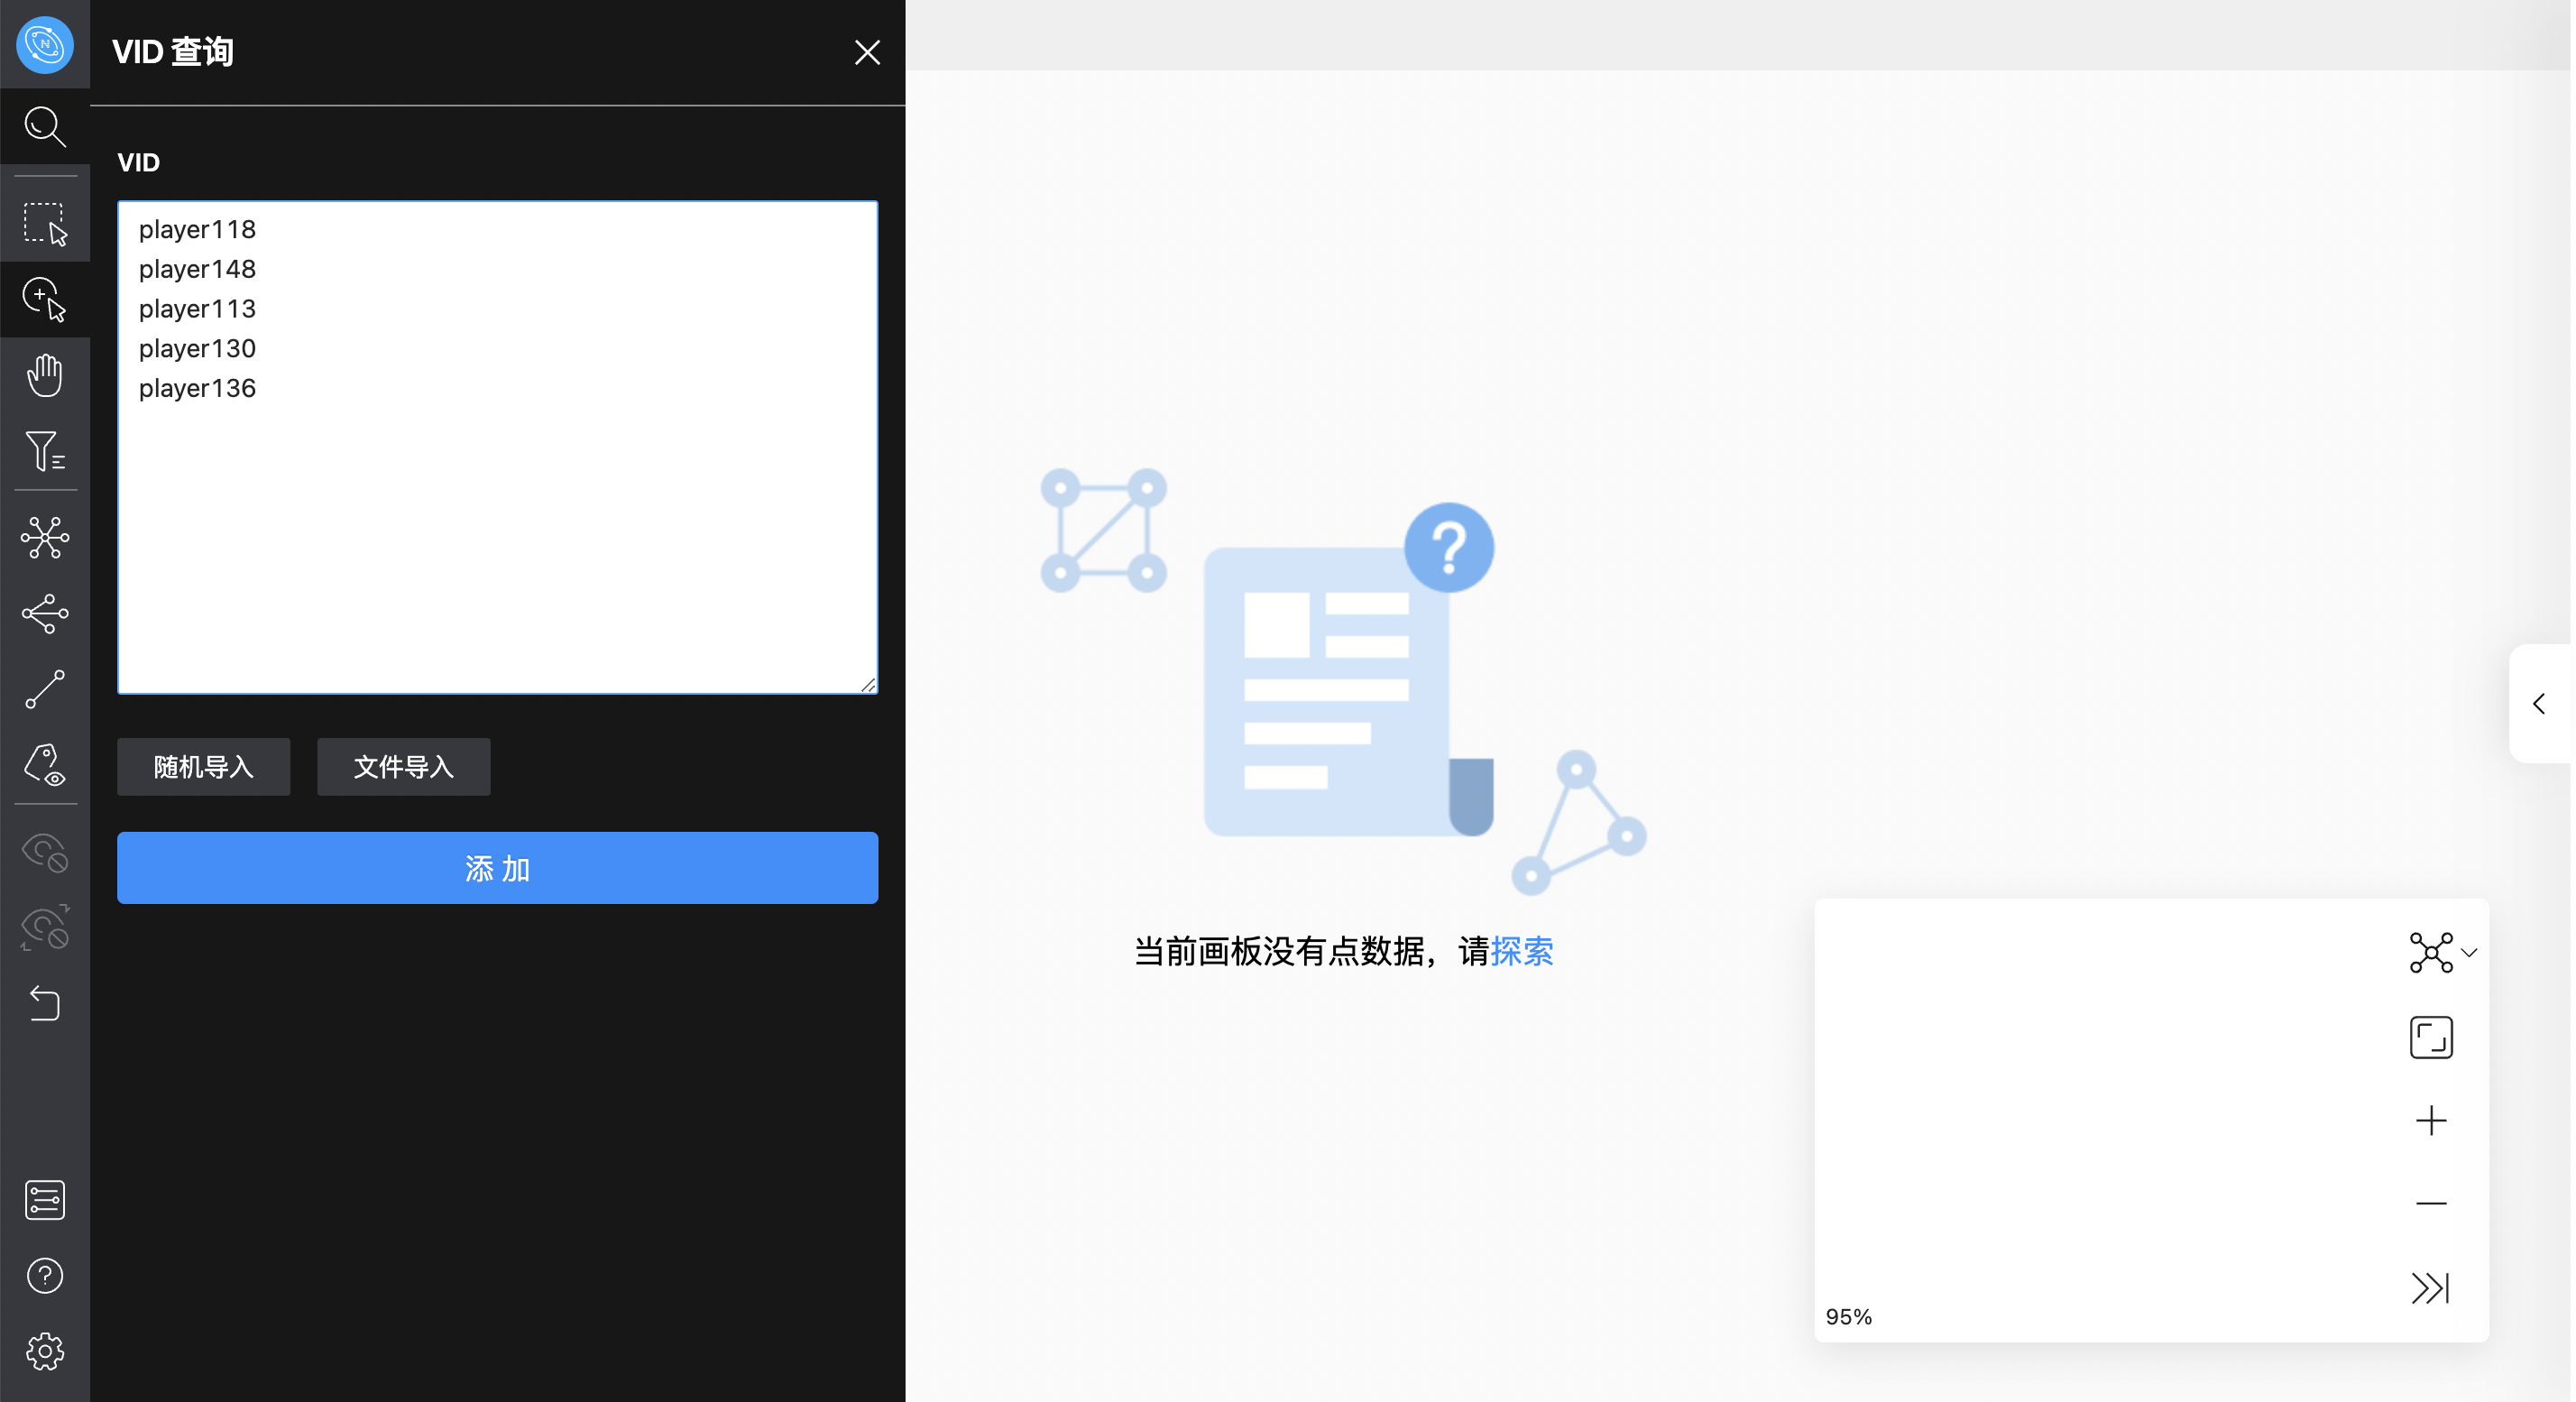 VID 查询
VID
player118
player148
player113
player130
player136
随机导入
文件导入
添 加
当前画板没有点数据，请探索
95%